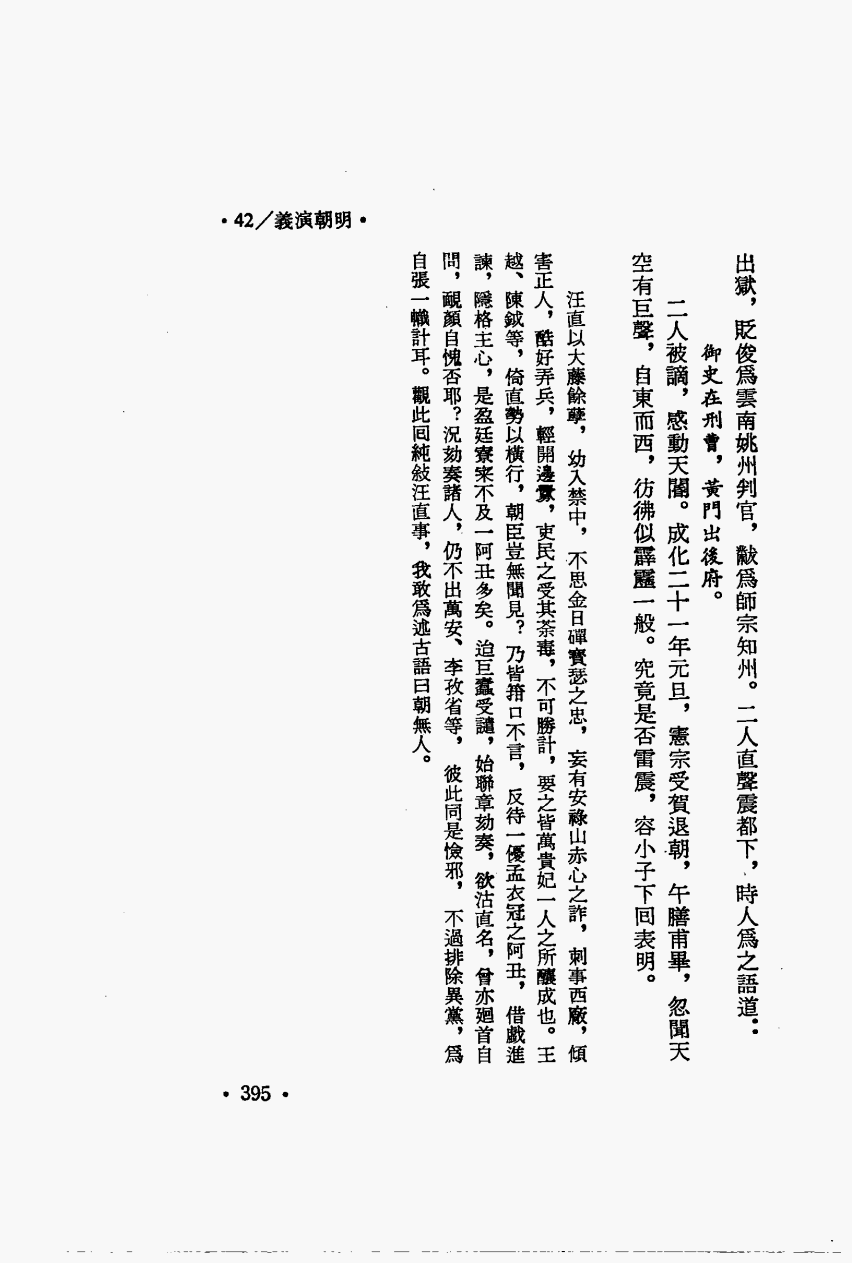 •42／義演朝明•
出獄，貶俊爲雲南姚州判官，黻爲師宗知州。二人直聲震都下，時人爲之語道：
御史在刑曹，黃門出後府。
二人被謫，感動天閽。成化二十一年元旦，憲宗受賀退朝，午膳甫畢，忽聞天
空有巨聲，自東而西，彷彿似霹靂一般。究竟是否雷震，容小子下回表明。
汪直以大藤餘孽，幼入禁中，不思金日磾賨瑟之忠，妄有安祿山赤心之詐，刺事西廠，傾
害正人，酷好弄兵，輕開邊釁，吏民之受其荼毒，不可勝計，要之皆萬貴妃一人之所釀成也。王
越、陳鉞等，倚直勢以橫行，朝臣豈無聞見？乃皆箝口不言，反待一優孟衣冠之阿丑，借戲進
諫，隱格主心，是盈廷寮寀不及一阿丑多矣。迨巨蠹受譴，始聯章劾奏，欲沽直名，曾亦廻首自
問，覥顏自愧否耶？況劾奏諸人，仍不出萬安、李孜省等，彼此同是憸邪，不過排除異黨，爲
自張一幟計耳。觀此回純敍汪直事，我敢爲述古語曰朝無人。
•395•